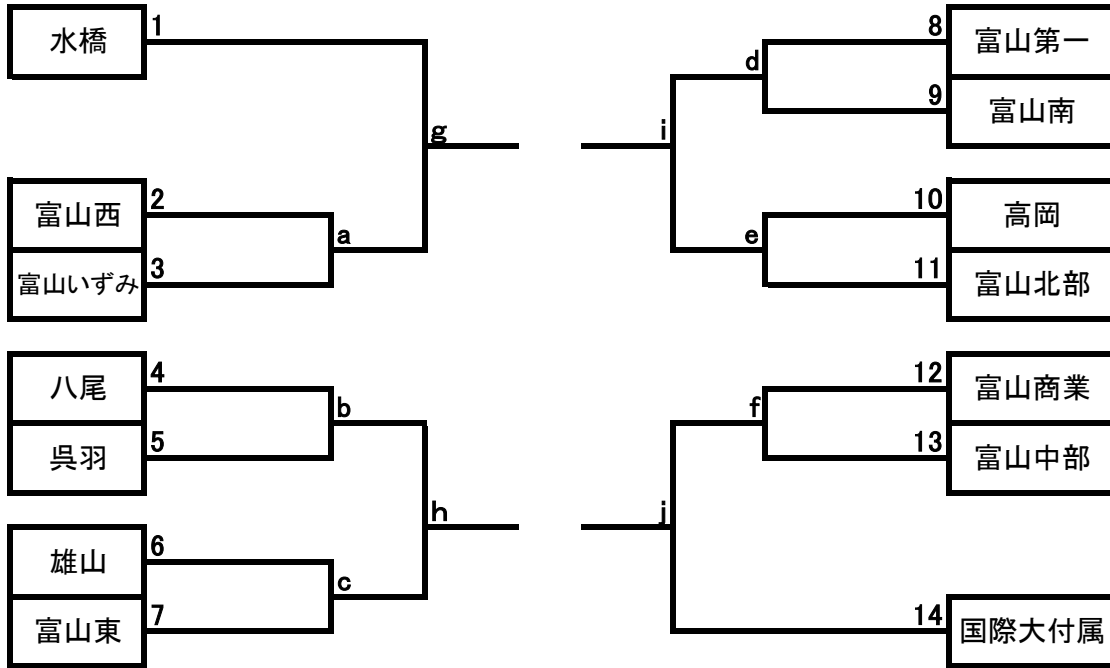 水橋
1
富山西
2
富山いずみ
3
a
g
八尾
4
呉羽
5
b
雄山
6
富山東
7
c
h
8
富山第一
9
富山南
d
10
高岡
11
富山北部
e
i
12
富山商業
13
富山中部
f
14
国際大付属
j